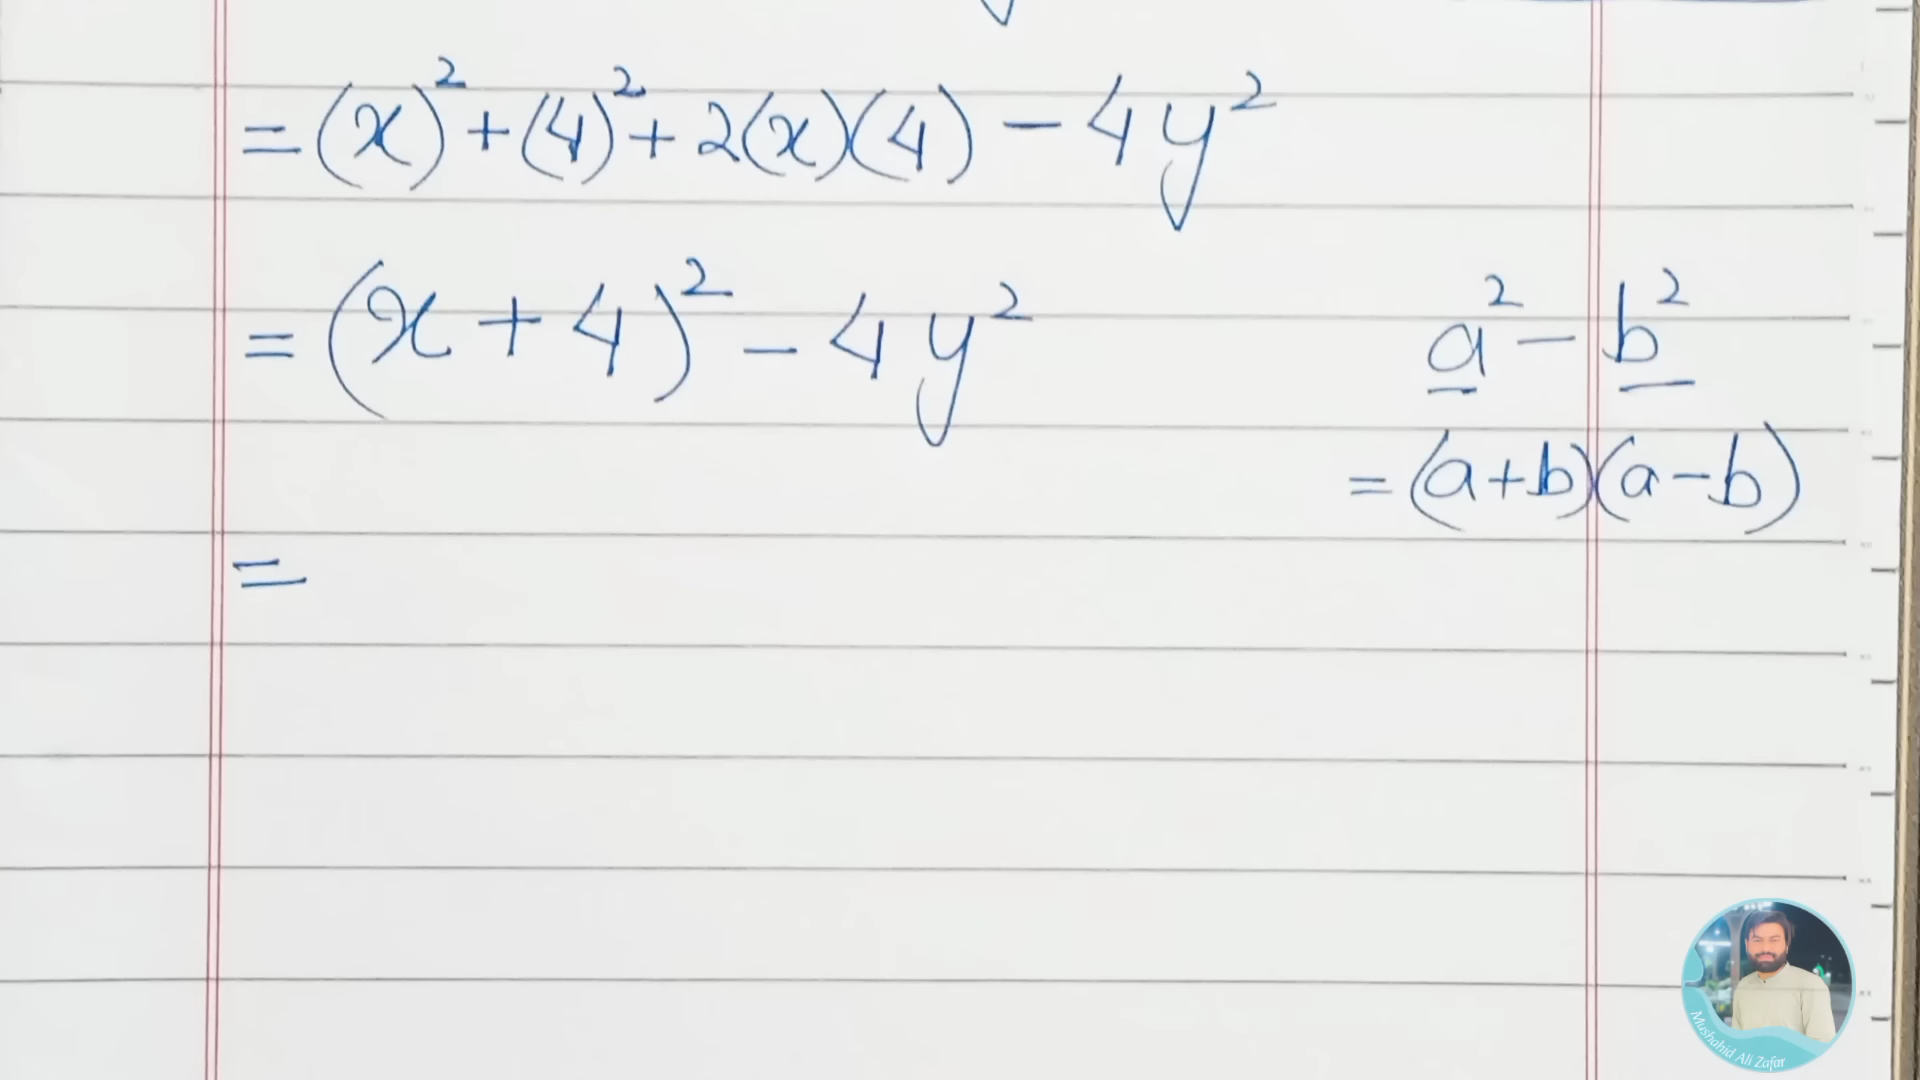 = (x)² + (4)² + 2(x)(4) - 4y²
= (x + 4)² - 4y²
a² - b²
= (a+b)(a-b)
=
Mushahid Ali Zafar